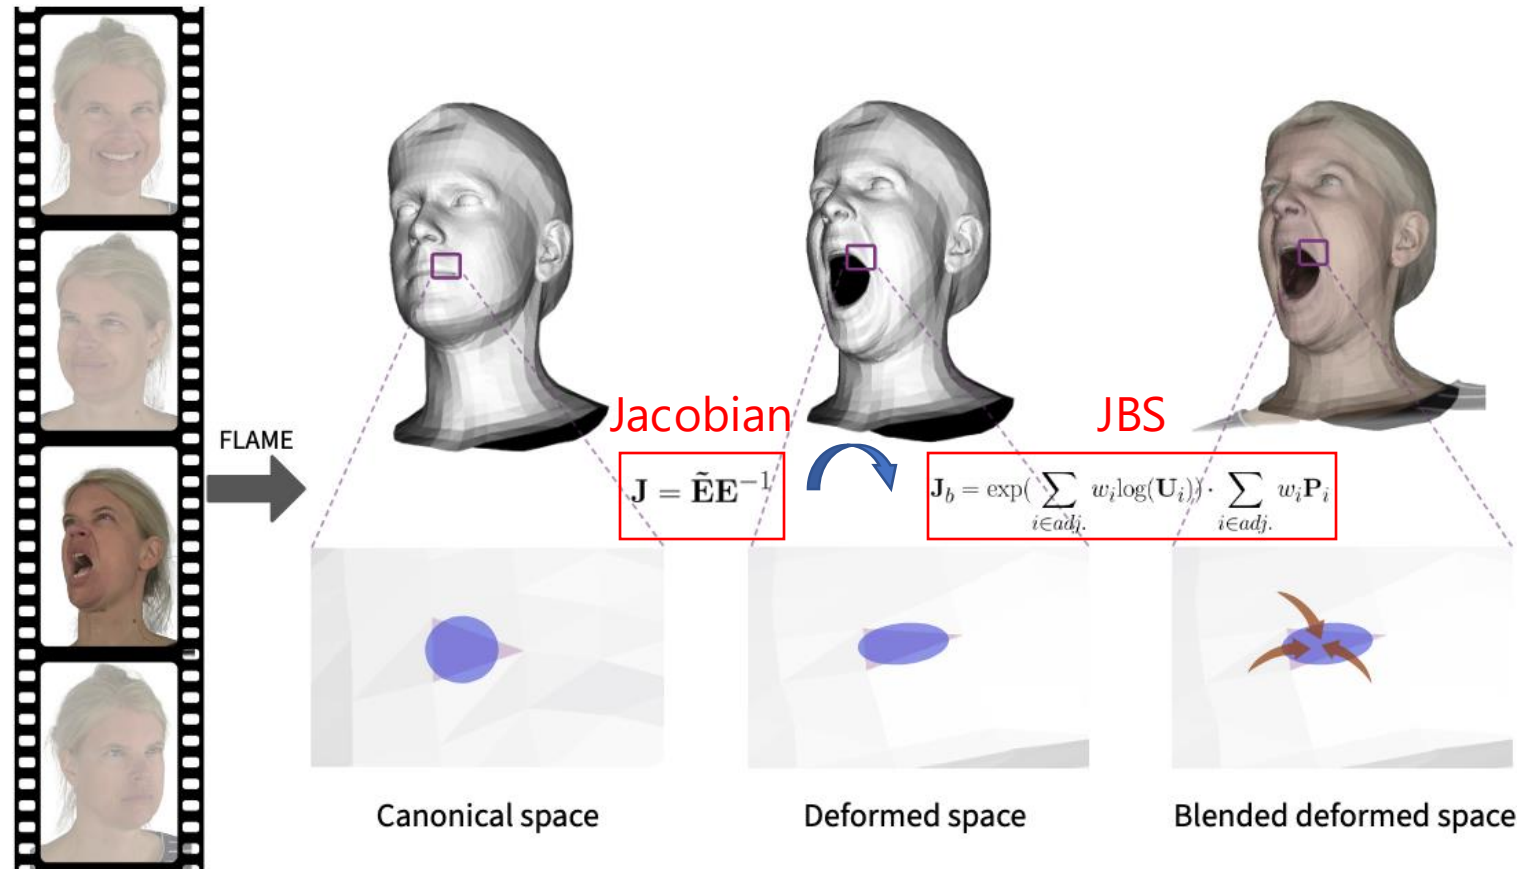 FLAME
Jacobian
JBS
J = ẼE⁻¹
J_b = exp(∑_{i∈adj.} w_i log(U_i)) · ∑_{i∈adj.} w_i P_i
Canonical space
Deformed space
Blended deformed space